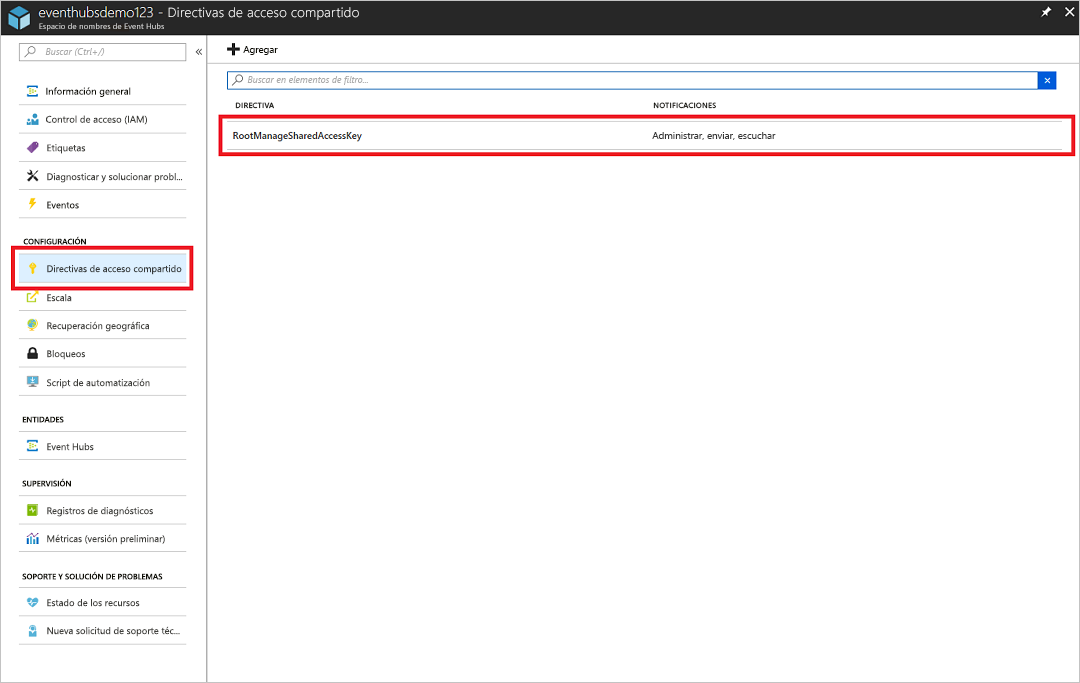 eventhubsdemo123 - Directivas de acceso compartido
Espacio de nombres de Event Hubs
Buscar (Ctrl+/)
«
Información general
Control de acceso (IAM)
Etiquetas
Diagnosticar y solucionar probl...
Eventos
CONFIGURACIÓN
Directivas de acceso compartido
Escala
Recuperación geográfica
Bloqueos
Script de automatización
ENTIDADES
Event Hubs
SUPERVISIÓN
Registros de diagnósticos
Métricas (versión preliminar)
SOPORTE Y SOLUCIÓN DE PROBLEMAS
Estado de los recursos
Nueva solicitud de soporte téc...
Agregar
Buscar en elementos de filtro...
DIRECTIVA NOTIFICACIONES
RootManageSharedAccessKey Administrar, enviar, escuchar